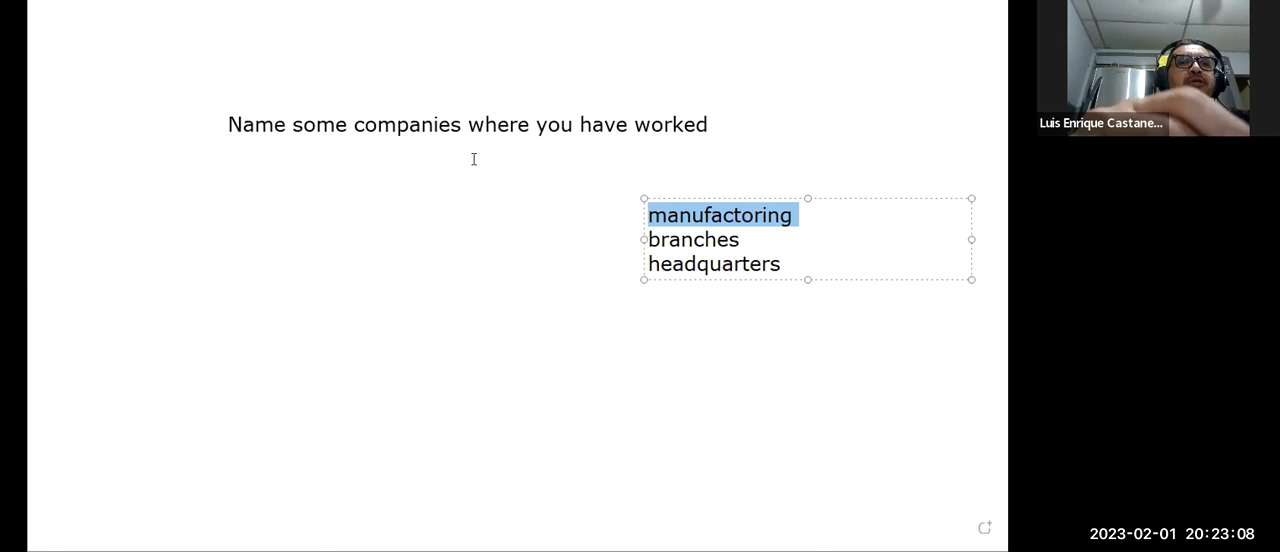 Name some companies where you have worked
manufactoring
branches
headquarters
Luis Enrique Castane...
2023-02-01 20:23:08